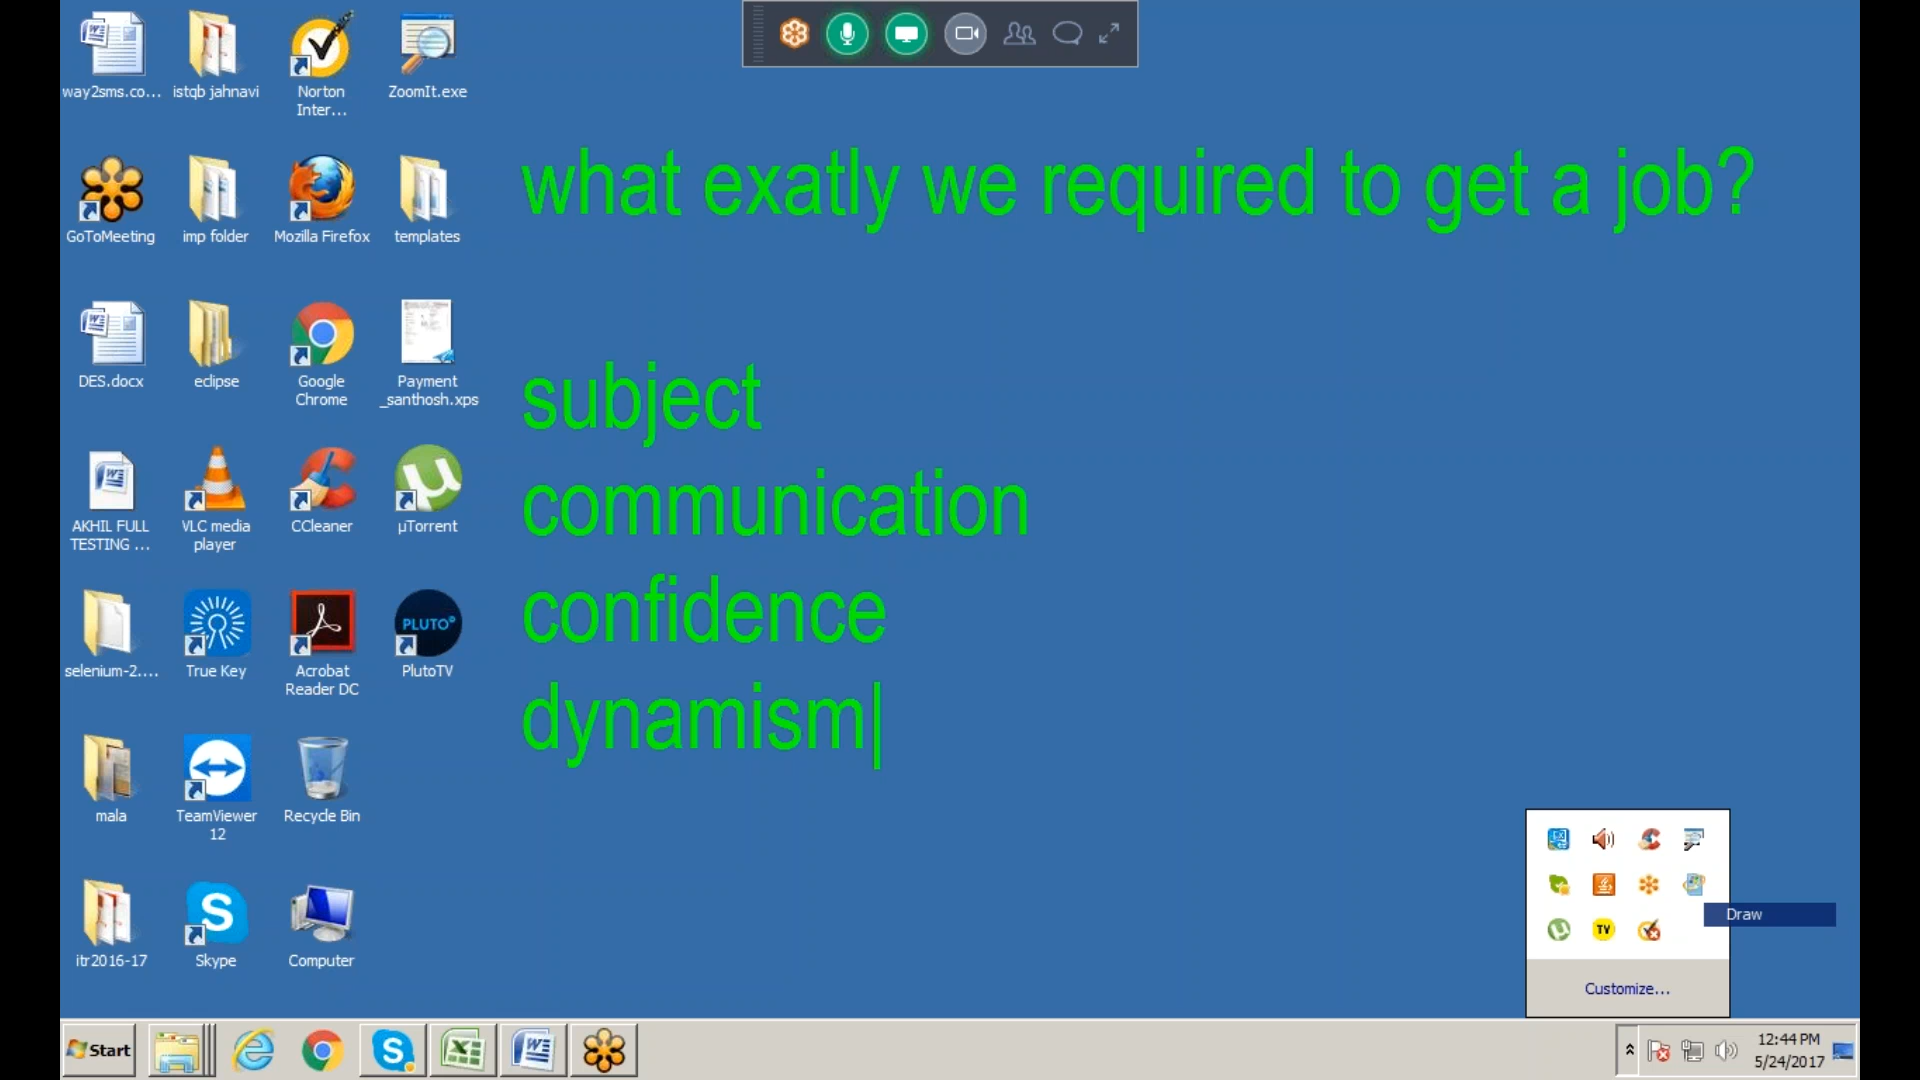 way2sms.co...
istqb jahnavi
Norton
Inter...
ZoomIt.exe
GoToMeeting
imp folder
Mozilla Firefox
templates
what exatly we required to get a job?
DES.docx
eclipse
Google
Chrome
Payment
_santhosh.xps
subject
communication
confidence
dynamism
AKHIL FULL
TESTING ...
VLC media
player
CCleaner
µTorrent
selenium-2....
True Key
Acrobat
Reader DC
PLUTO
PlutoTV
mala
TeamViewer
12
Recycle Bin
itr2016-17
Skype
Computer
TV
Draw
Customize...
Start
12:44 PM
5/24/2017